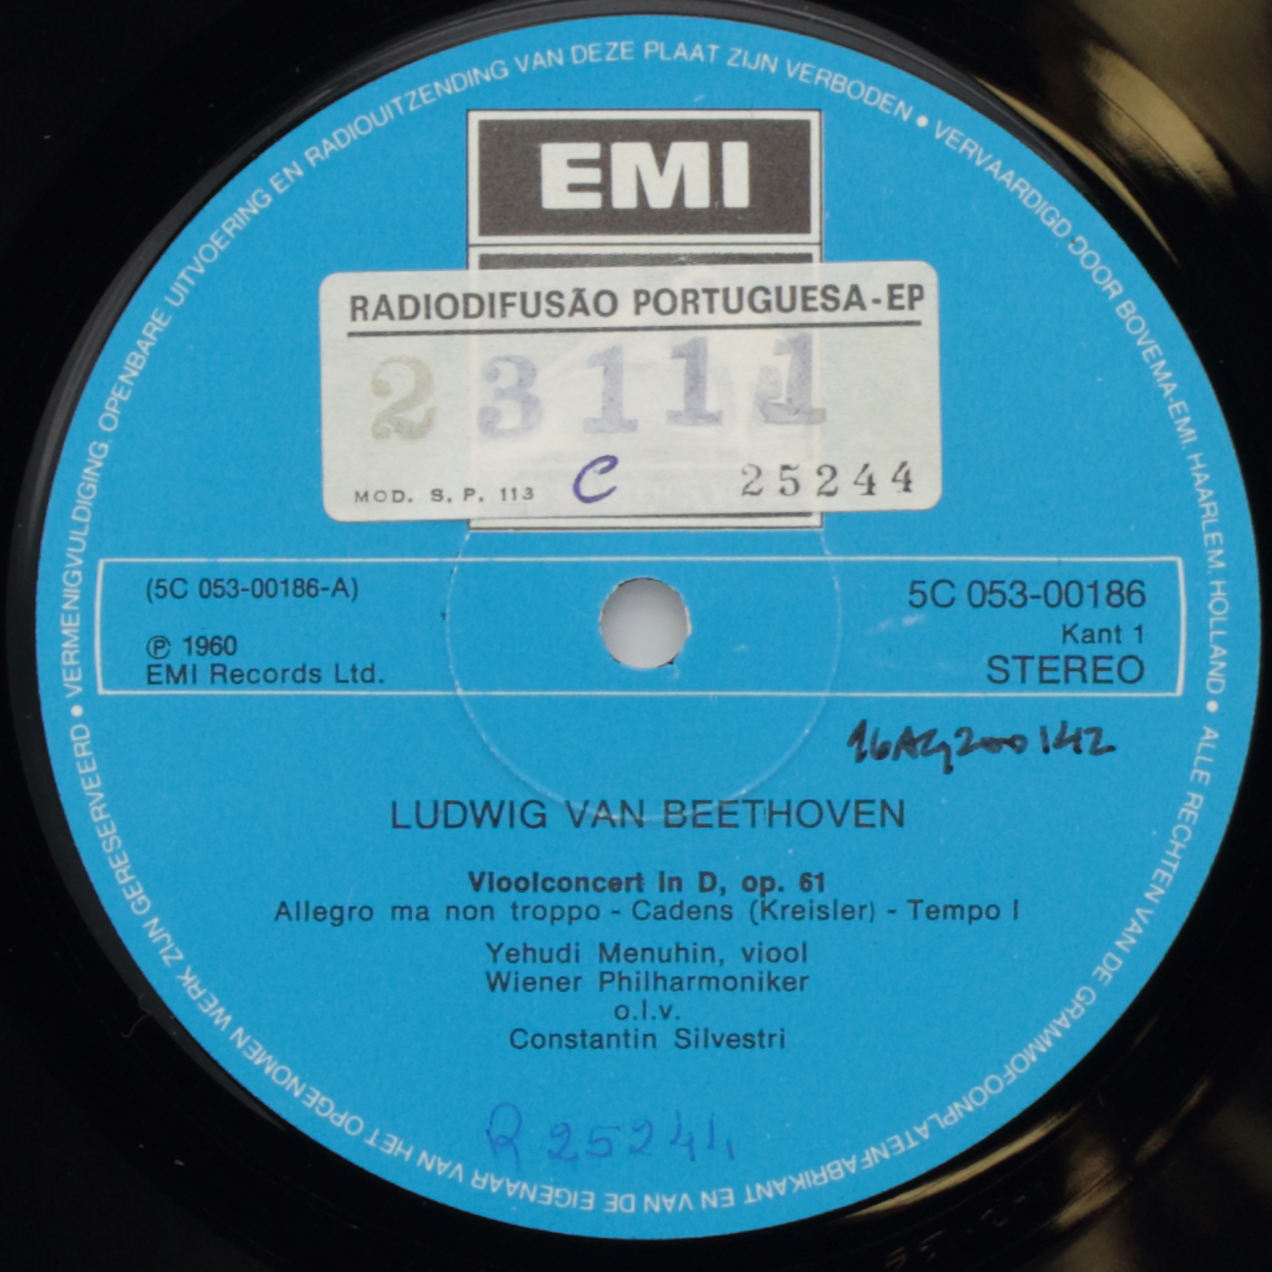 VERMENIGVULDIGING, OPENBARE UITVOERING EN RADIOUITZENDING VAN DEZE PLAAT ZIJN VERBODEN • VERVAARDIGD DOOR BOVEMA-EMI, HAARLEM, HOLLAND • ALLE RECHTEN VAN DE GRAMMOFOONPLATENFABRIKANT EN VAN DE EIGENAAR VAN HET OPGENOMEN WERK ZIJN GERESERVEERD •
EMI
RADIODIFUSÃO PORTUGUESA-EP
23111
MOD. S. P. 113 C 25244
(5C 053-00186-A)
℗ 1960
EMI Records Ltd.
5C 053-00186
Kant 1
STEREO
LUDWIG VAN BEETHOVEN
Vioolconcert in D, op. 61
Allegro ma non troppo - Cadens (Kreisler) - Tempo I
Yehudi Menuhin, viool
Wiener Philharmoniker
o.l.v.
Constantin Silvestri